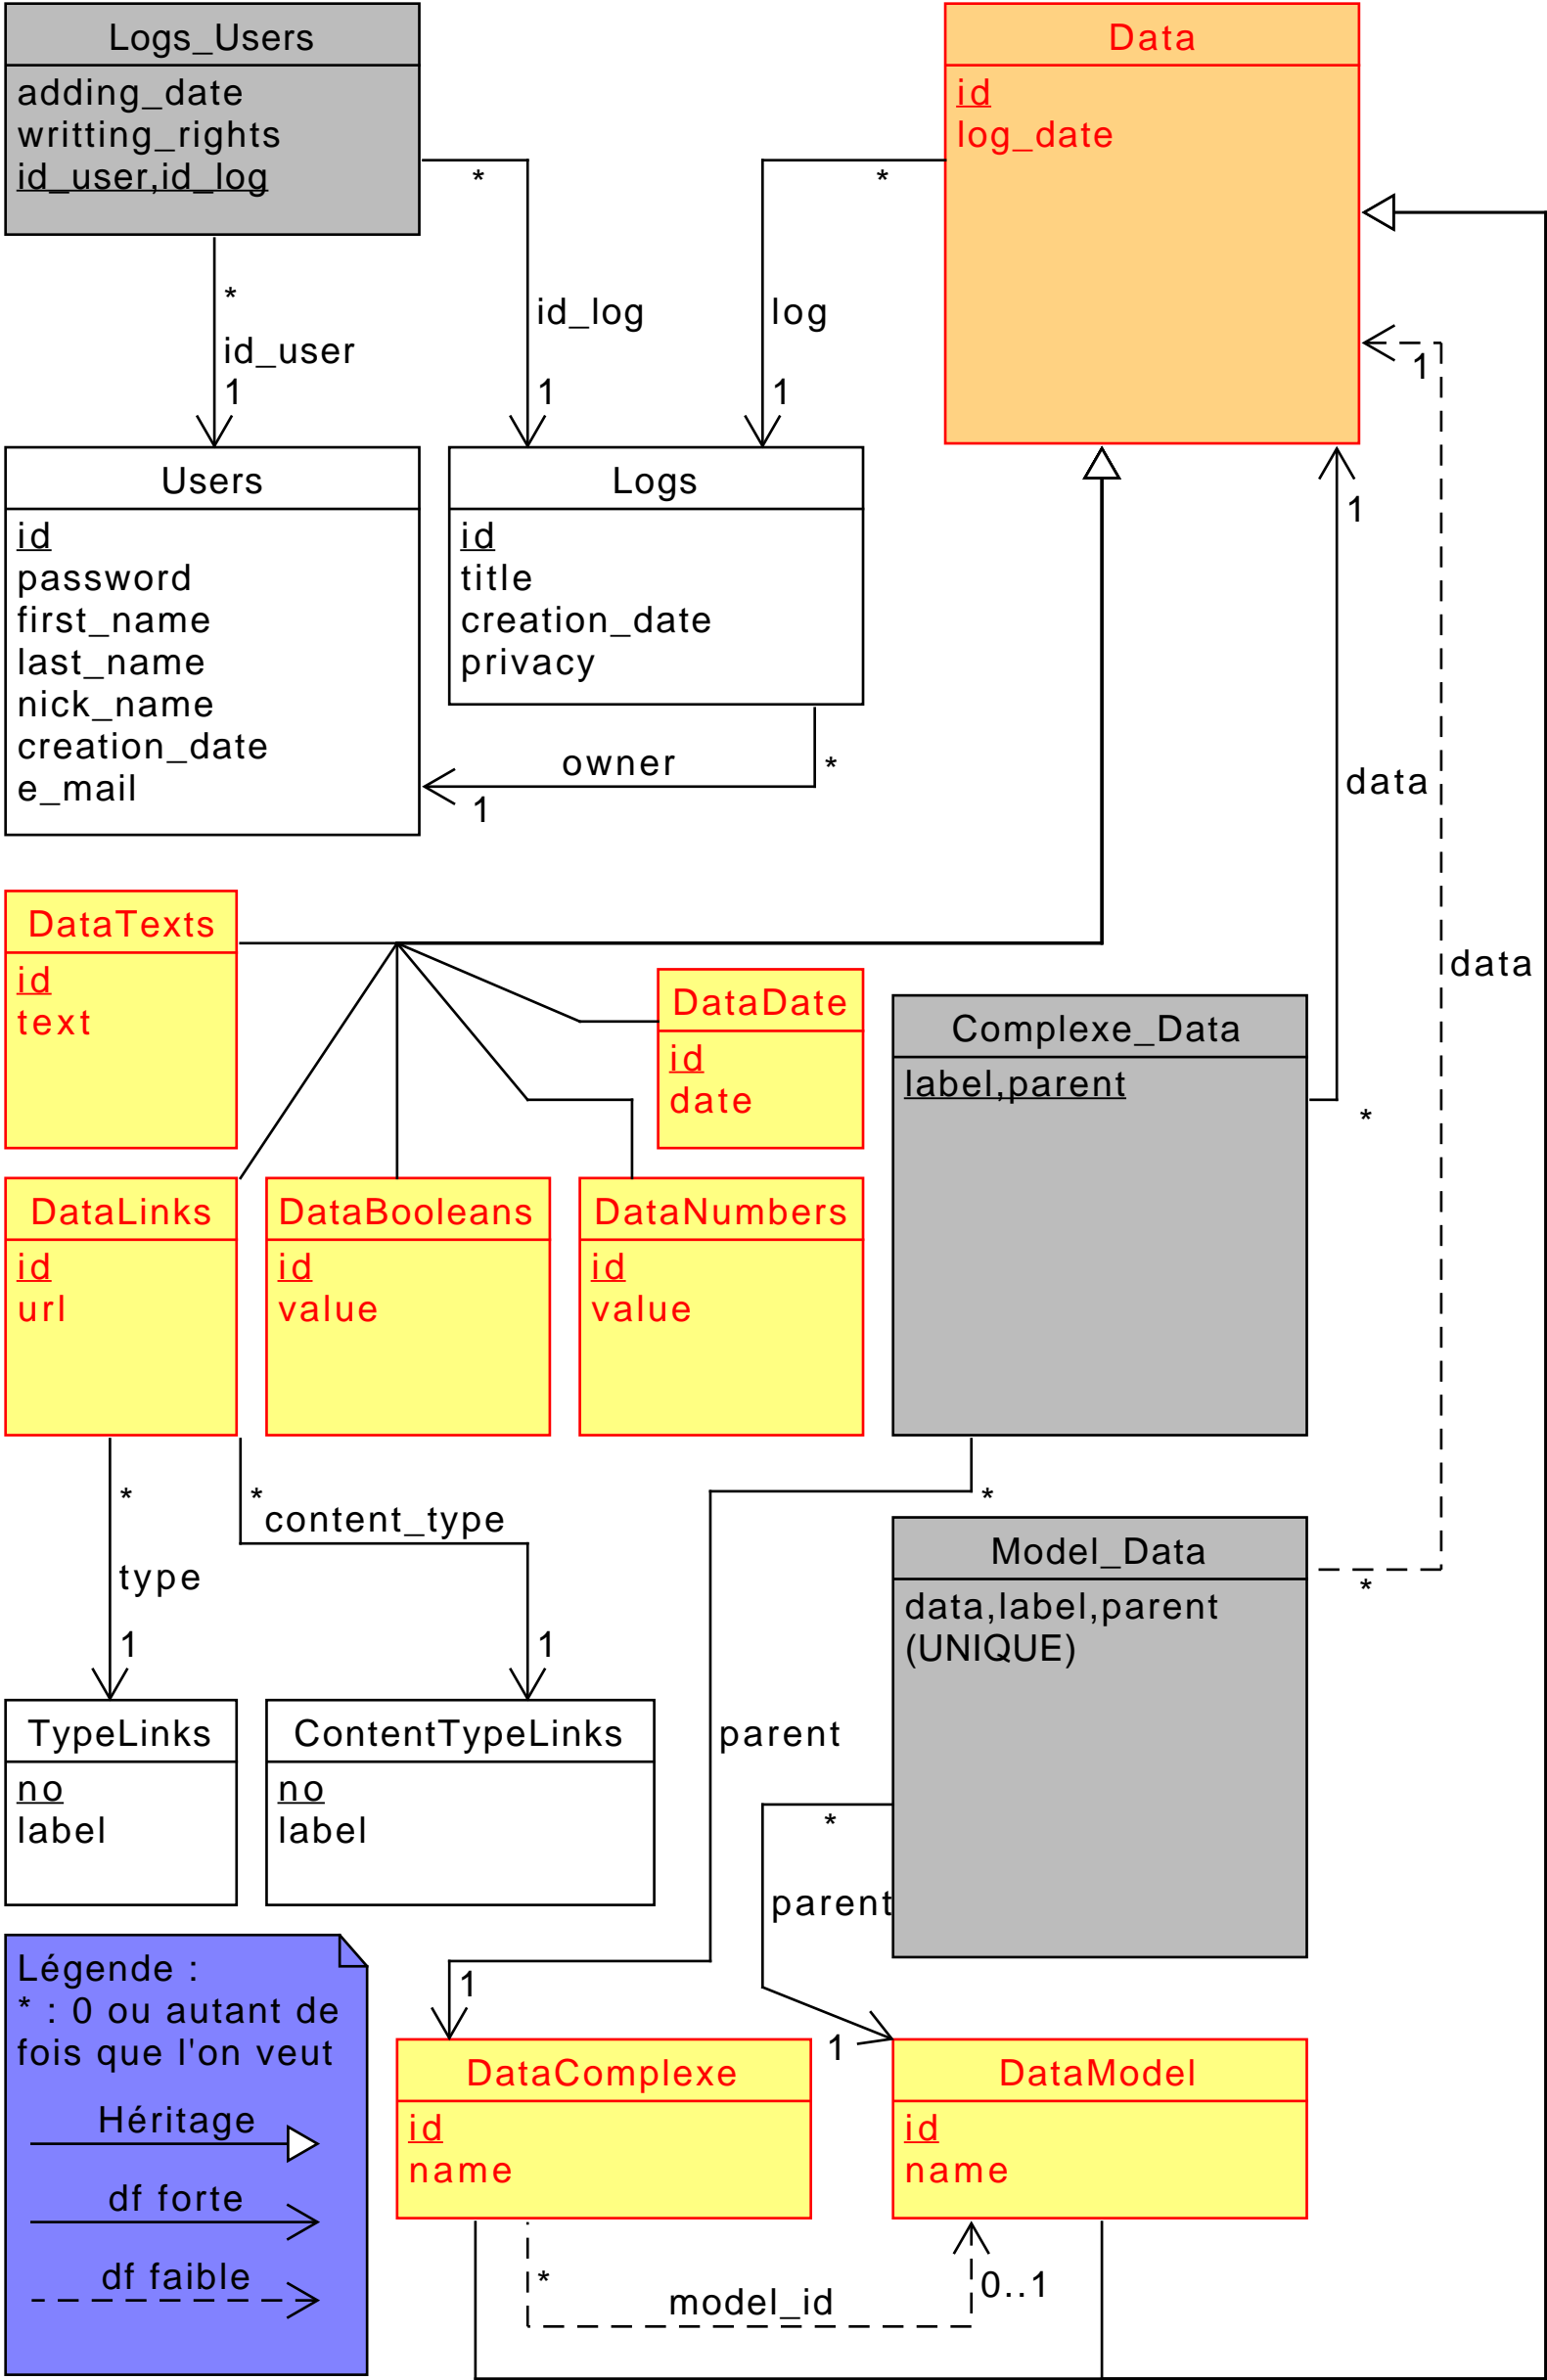 Logs_Users
adding_date
writting_rights
id_user,id_log
Data
id
log_date
*
*
*
id_user
1
id_log
1
log
1
1
Users
id
password
first_name
last_name
nick_name
creation_date
e_mail
Logs
id
title
creation_date
privacy
owner
*
1
1
data
data
DataTexts
id
text
DataDate
id
date
Complexe_Data
label,parent
*
DataLinks
id
url
DataBooleans
id
value
DataNumbers
id
value
*
type
1
*
content_type
1
*
Model_Data
data,label,parent
(UNIQUE)
*
TypeLinks
no
label
ContentTypeLinks
no
label
parent
1
*
parent
1
Légende :
* : 0 ou autant de
fois que l'on veut
Héritage
df forte
df faible
DataComplexe
id
name
DataModel
id
name
*
model_id
0..1